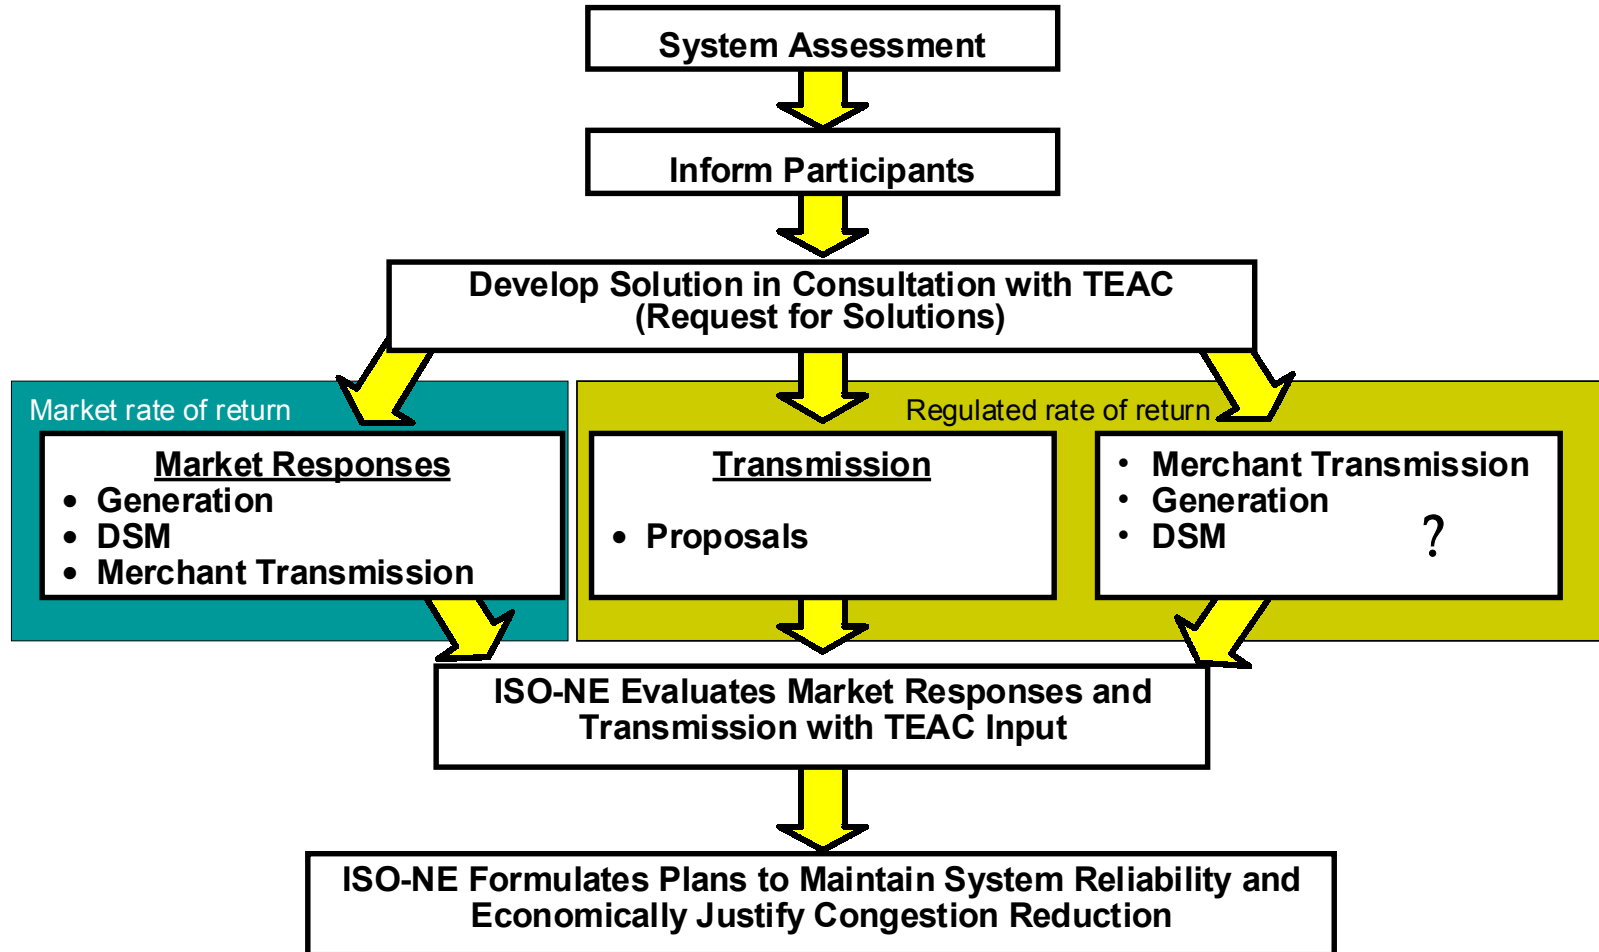 System Assessment
Inform Participants
Develop Solution in Consultation with TEAC
(Request for Solutions)
Market rate of return
Market Responses
• Generation
• DSM
• Merchant Transmission
Regulated rate of return
Transmission
• Proposals
• Merchant Transmission
• Generation
• DSM ?
ISO-NE Evaluates Market Responses and
Transmission with TEAC Input
ISO-NE Formulates Plans to Maintain System Reliability and
Economically Justify Congestion Reduction